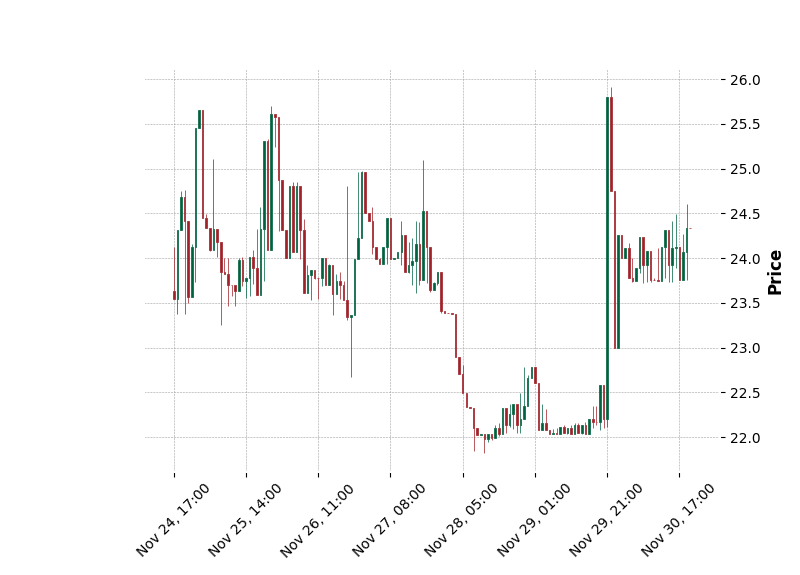 26.0
25.5
25.0
24.5
24.0
23.5
23.0
22.5
22.0
Price
Nov 24, 17:00
Nov 25, 14:00
Nov 26, 11:00
Nov 27, 08:00
Nov 28, 05:00
Nov 29, 01:00
Nov 29, 21:00
Nov 30, 17:00